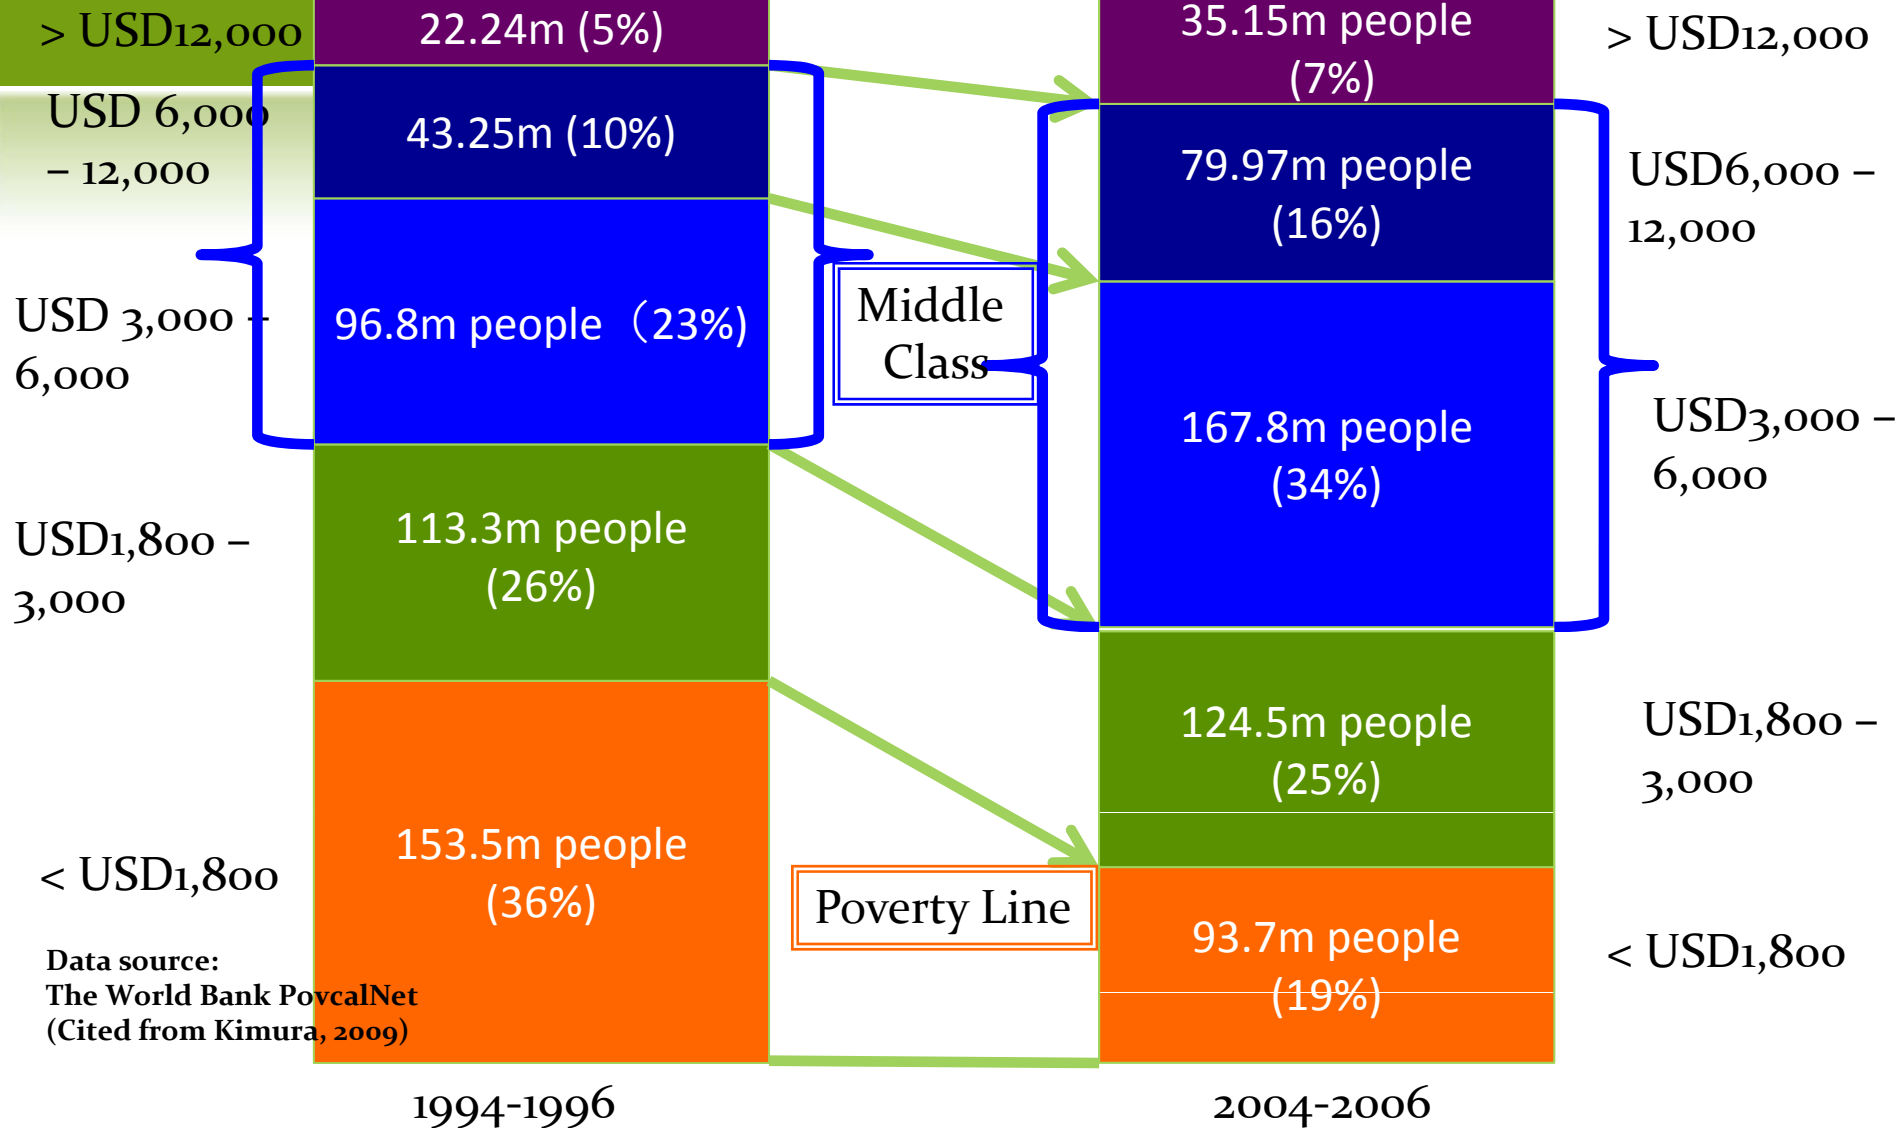 > USD12,000
22.24m (5%)
35.15m people
(7%)
> USD12,000
USD 6,000
– 12,000
43.25m (10%)
79.97m people
(16%)
USD6,000 –
12,000
USD 3,000 –
6,000
96.8m people（23%)
Middle
Class
167.8m people
(34%)
USD3,000 –
6,000
USD1,800 –
3,000
113.3m people
(26%)
124.5m people
(25%)
USD1,800 –
3,000
< USD1,800
153.5m people
(36%)
Poverty Line
93.7m people
(19%)
< USD1,800
Data source:
The World Bank PovcalNet
(Cited from Kimura, 2009)
1994-1996
2004-2006